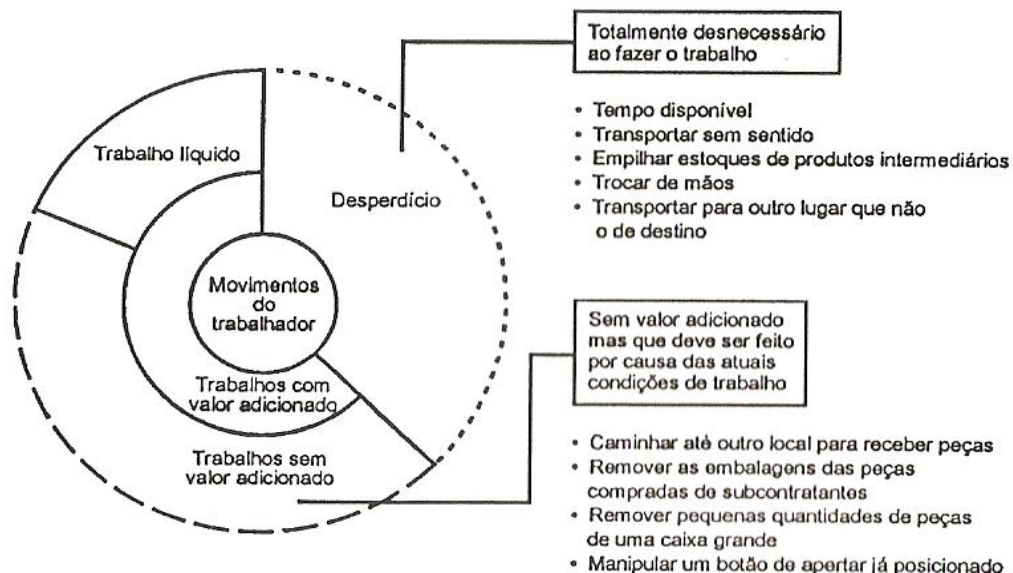 Totalmente desnecessário
ao fazer o trabalho
• Tempo disponível
• Transportar sem sentido
• Empilhar estoques de produtos intermediários
• Trocar de mãos
• Transportar para outro lugar que não
o de destino
Trabalho líquido
Desperdício
Movimentos
do
trabalhador
Trabalhos com
valor adicionado
Trabalhos sem
valor adicionado
Sem valor adicionado
mas que deve ser feito
por causa das atuais
condições de trabalho
• Caminhar até outro local para receber peças
• Remover as embalagens das peças
compradas de subcontratantes
• Remover pequenas quantidades de peças
de uma caixa grande
• Manipular um botão de apertar já posicionado